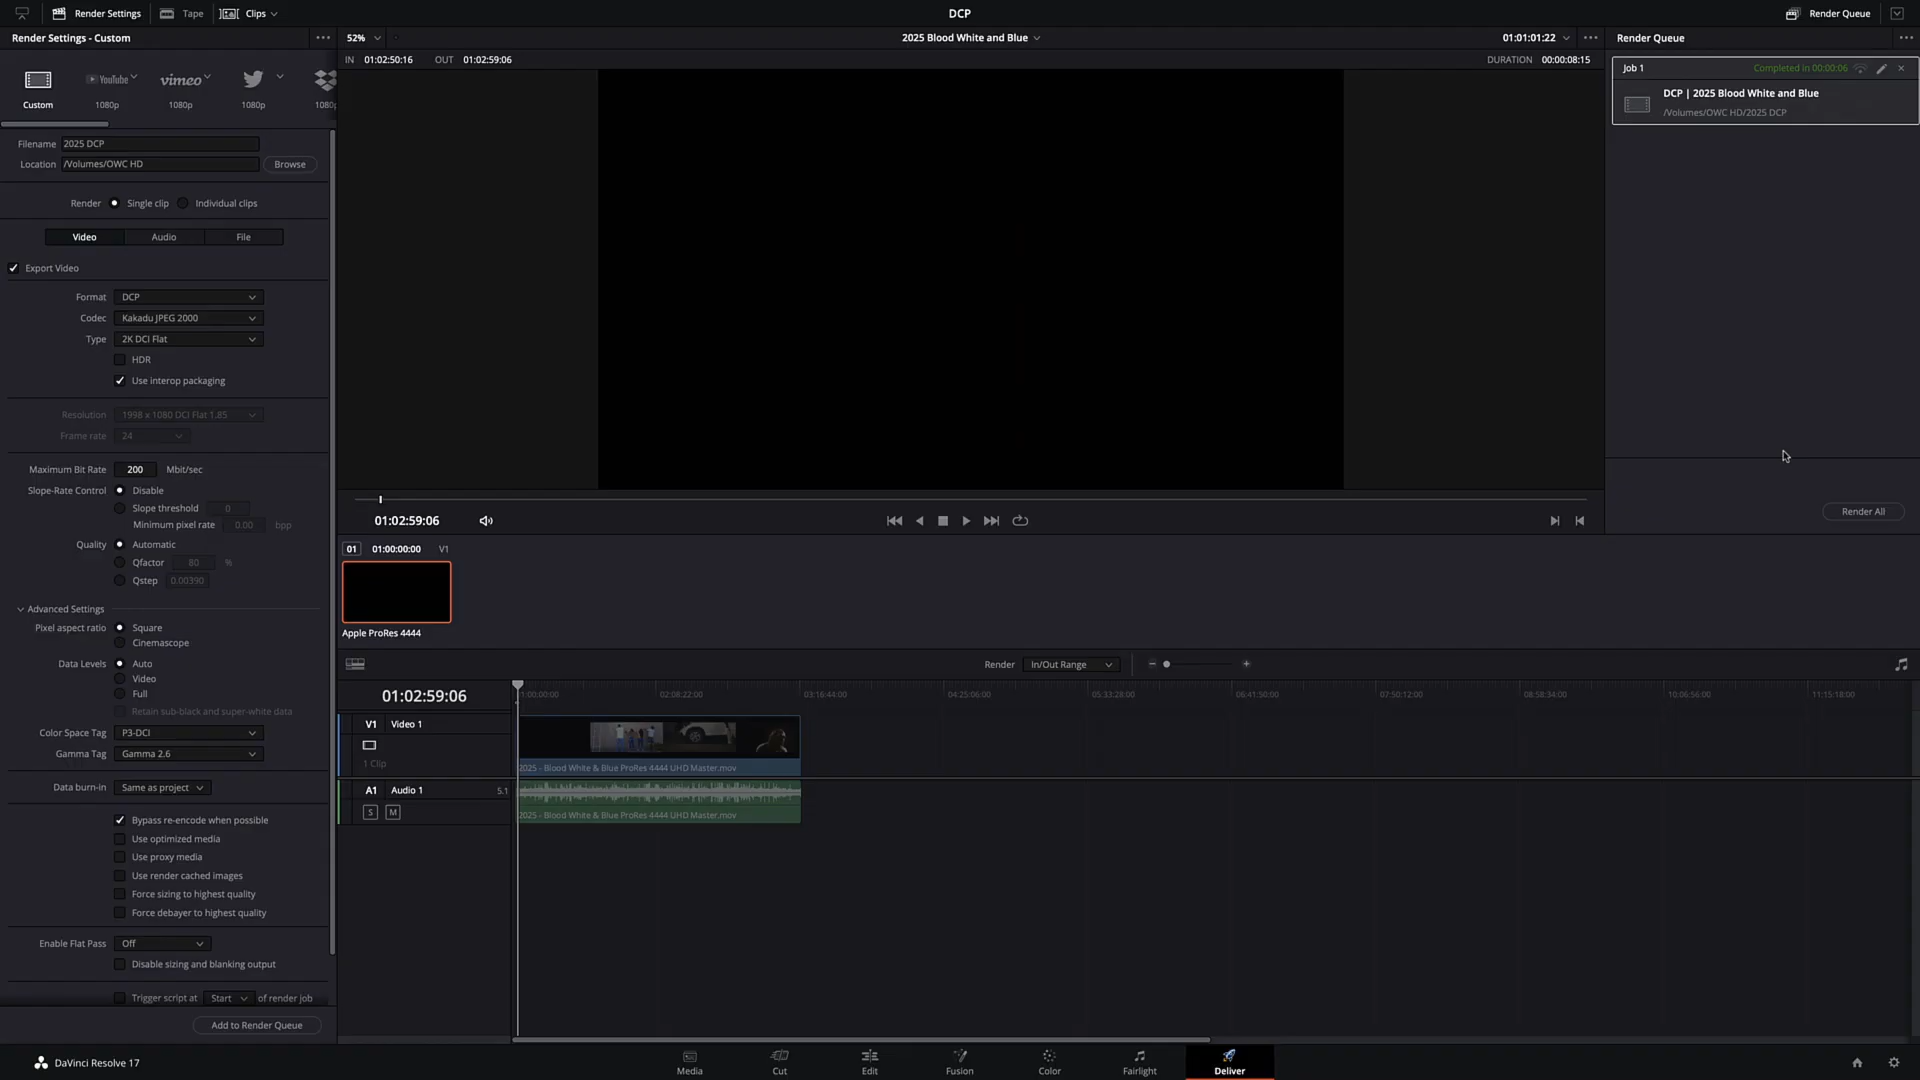 Render Settings
Tape
Clips
DCP
Render Queue
Render Settings - Custom
52%
2025 Blood White and Blue
01:01:01:22
Render Queue
IN 01:02:50:16 OUT 01:02:59:06
DURATION 00:00:08:15
Job 1
Completed in 00:00:06
DCP | 2025 Blood White and Blue
/Volumes/OWC HD/2025 DCP
YouTube
vimeo
Custom
1080p
1080p
1080p
1080p
Filename 2025 DCP
Location /Volumes/OWC HD Browse
Render Single clip Individual clips
Video Audio File
Export Video
Format DCP
Codec Kakadu JPEG 2000
Type 2K DCI Flat
HDR
Use interop packaging
Resolution 1998 x 1080 DCI Flat 1.85
Frame rate 24
Maximum Bit Rate 200 Mbit/sec
Slope-Rate Control Disable
Slope threshold 0
Minimum pixel rate 0.00 bpp
Quality Automatic
Qfactor 80 %
Qstep 0.00390
Advanced Settings
Pixel aspect ratio Square
Cinemascope
Data Levels Auto
Video
Full
Retain sub-black and super-white data
Color Space Tag P3-DCI
Gamma Tag Gamma 2.6
Data burn-in Same as project
Bypass re-encode when possible
Use optimized media
Use proxy media
Use render cached images
Force sizing to highest quality
Force debayer to highest quality
Enable Flat Pass Off
Disable sizing and blanking output
Trigger script at Start of render job
Add to Render Queue
01:02:59:06
Render All
01 01:00:00:00 V1
Apple ProRes 4444
Render In/Out Range
01:02:59:06
02:08:22:00 03:16:44:00 04:25:06:00 05:33:28:00 06:41:50:00 07:50:12:00 08:58:34:00 10:06:56:00 11:15:18:00
V1 Video 1
1 Clip
2025 - Blood White & Blue ProRes 4444 UHD Master.mov
A1 Audio 1 5.1
S M
2025 - Blood White & Blue ProRes 4444 UHD Master.mov
DaVinci Resolve 17
Media
Cut
Edit
Fusion
Color
Fairlight
Deliver